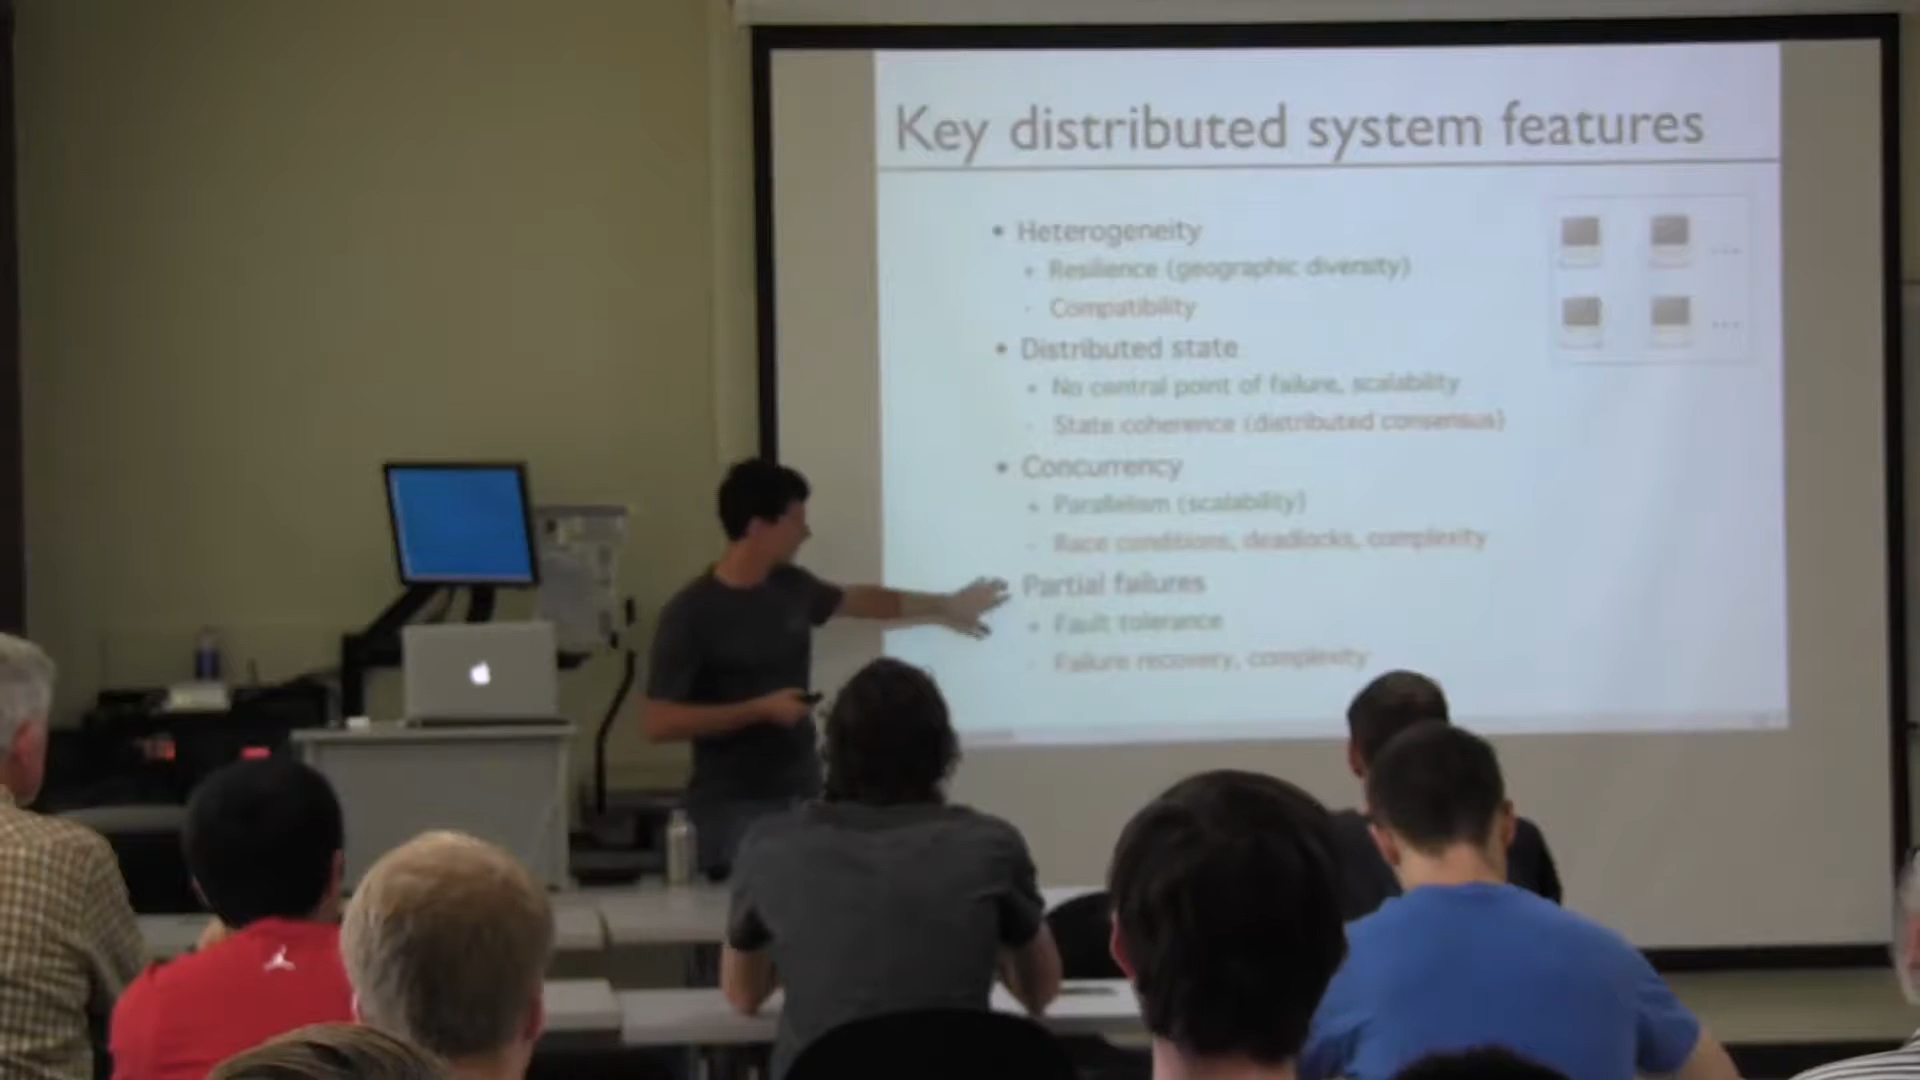 Key distributed system features
• Heterogeneity
+ Resilience (geographic diversity)
- Compatibility
• Distributed state
+ No central point of failure, scalability
- State coherence (distributed consensus)
• Concurrency
+ Parallelism (scalability)
- Race conditions, deadlocks, complexity
Partial failures
+ Fault tolerance
- Failure recovery, complexity